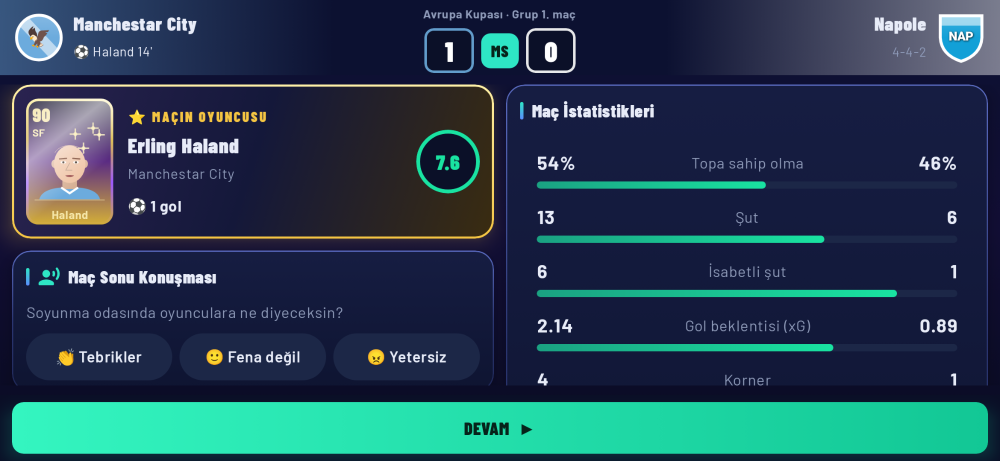 Manchestar City
⚽ Haland 14'
Avrupa Kupası · Grup 1. maç
1 MS 0
Napole
4-4-2
NAP
90
SF
Haland
⭐ MAÇIN OYUNCUSU
Erling Haland
Manchestar City
⚽ 1 gol
7.6
Maç Sonu Konuşması
Soyunma odasında oyunculara ne diyeceksin?
👏 Tebrikler 🙂 Fena değil 😠 Yetersiz
Maç İstatistikleri
54% Topa sahip olma 46%
13 Şut 6
6 İsabetli şut 1
2.14 Gol beklentisi (xG) 0.89
4 Korner 1
DEVAM ►